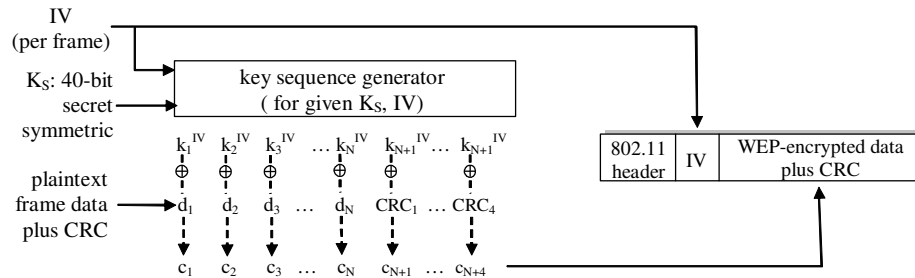 IV
(per frame)
K_S: 40-bit
secret
symmetric
key sequence generator
( for given K_S, IV)
k_1^IV k_2^IV k_3^IV … k_N^IV k_N+1^IV … k_N+1^IV
plaintext
frame data
plus CRC
d_1 d_2 d_3 … d_N CRC_1 … CRC_4
c_1 c_2 c_3 … c_N c_N+1 … c_N+4
802.11
header
IV
WEP-encrypted data
plus CRC